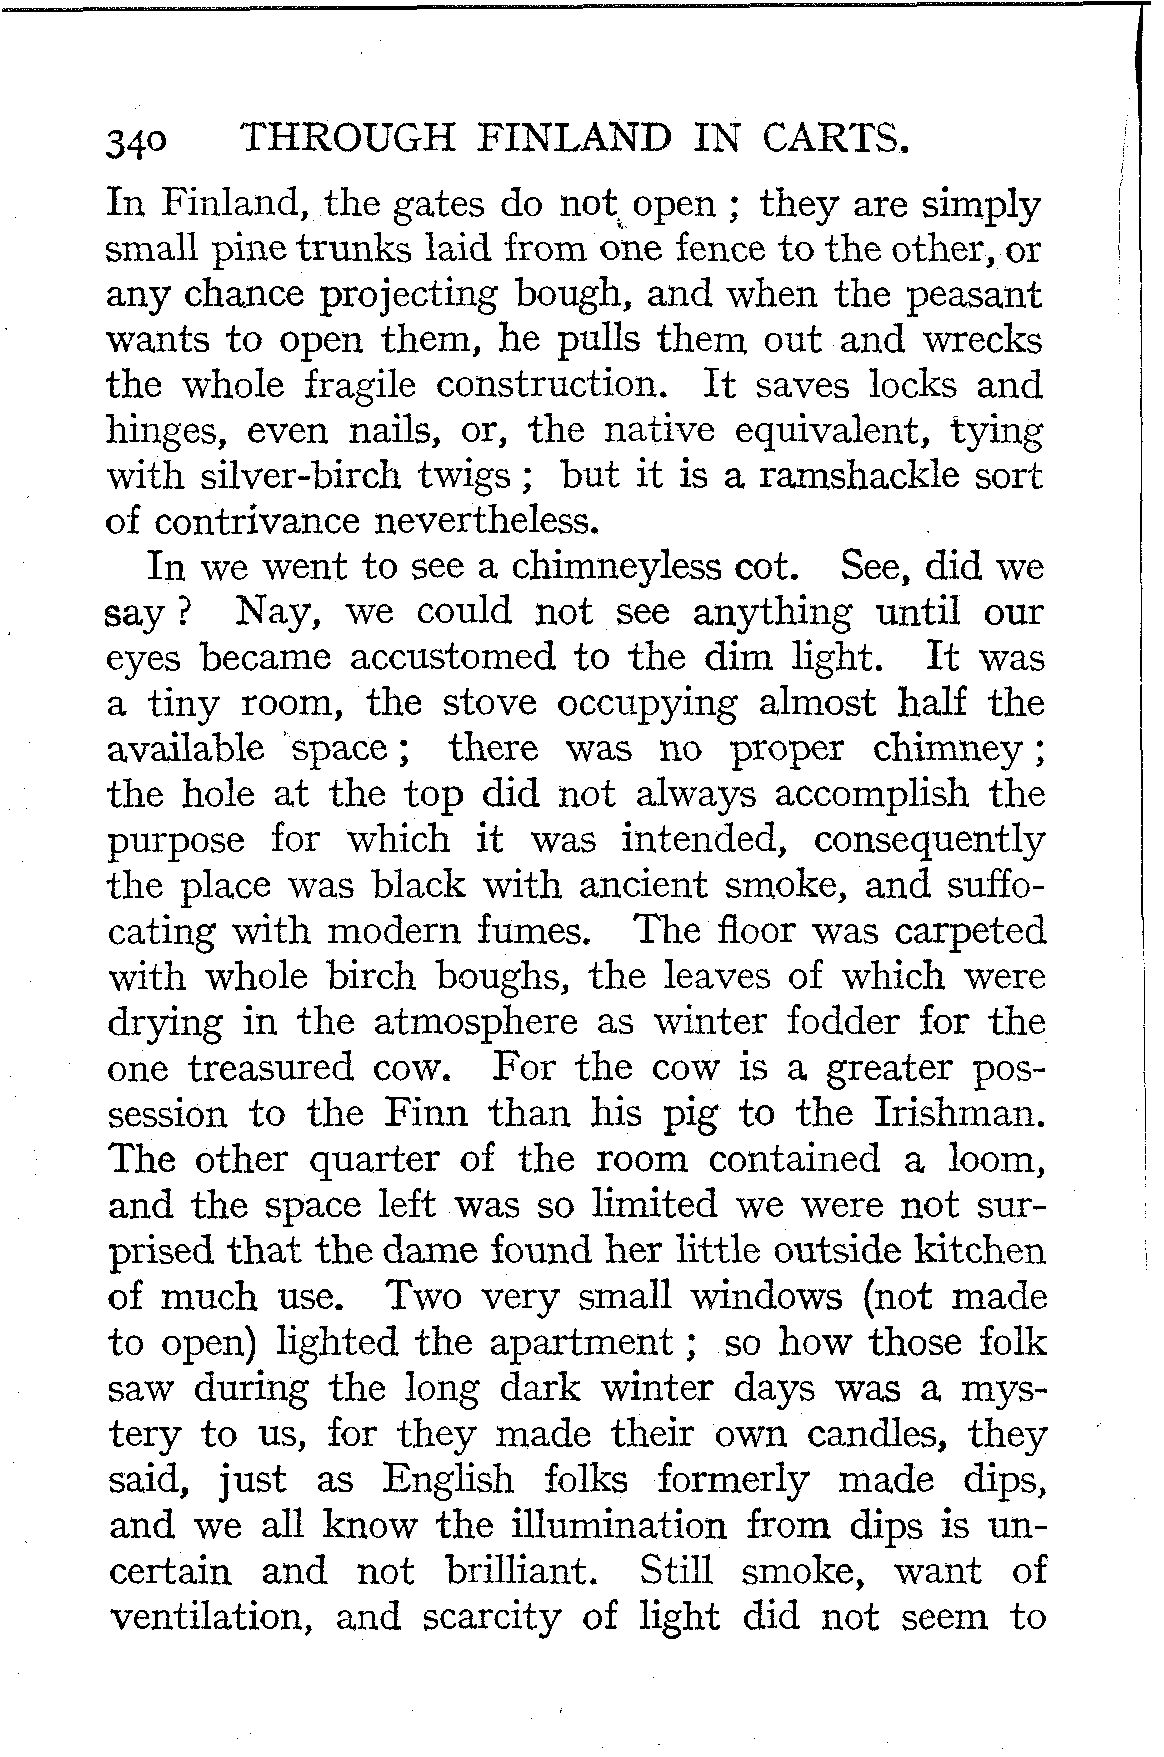 340 THROUGH FINLAND IN CARTS.
In Finland, the gates do not open ; they are simply
small pine trunks laid from one fence to the other, or
any chance projecting bough, and when the peasant
wants to open them, he pulls them out and wrecks
the whole fragile construction. It saves locks and
hinges, even nails, or, the native equivalent, tying
with silver-birch twigs ; but it is a ramshackle sort
of contrivance nevertheless.
In we went to see a chimneyless cot. See, did we
say ? Nay, we could not see anything until our
eyes became accustomed to the dim light. It was
a tiny room, the stove occupying almost half the
available space ; there was no proper chimney ;
the hole at the top did not always accomplish the
purpose for which it was intended, consequently
the place was black with ancient smoke, and suffo-
cating with modern fumes. The floor was carpeted
with whole birch boughs, the leaves of which were
drying in the atmosphere as winter fodder for the
one treasured cow. For the cow is a greater pos-
session to the Finn than his pig to the Irishman.
The other quarter of the room contained a loom,
and the space left was so limited we were not sur-
prised that the dame found her little outside kitchen
of much use. Two very small windows (not made
to open) lighted the apartment ; so how those folk
saw during the long dark winter days was a mys-
tery to us, for they made their own candles, they
said, just as English folks formerly made dips,
and we all know the illumination from dips is un-
certain and not brilliant. Still smoke, want of
ventilation, and scarcity of light did not seem to